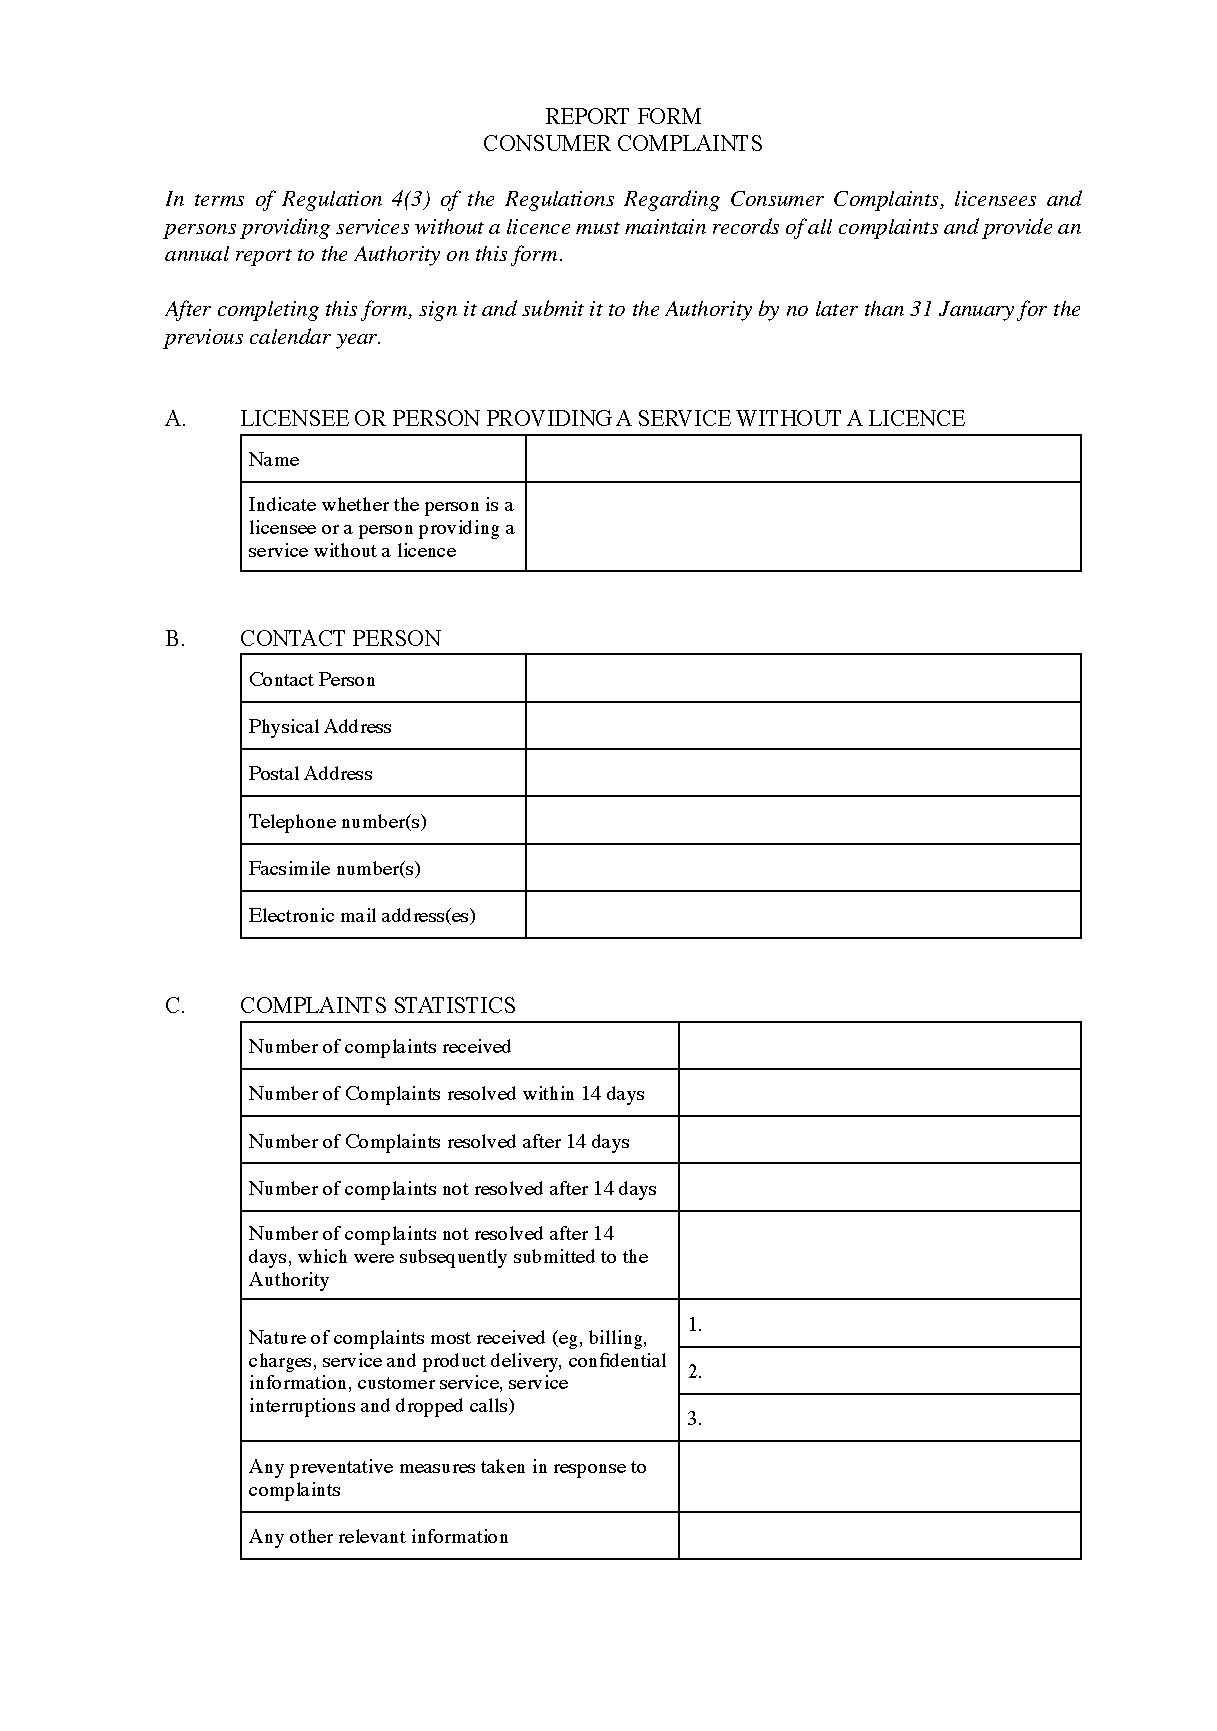 REPORT FORM
CONSUMER COMPLAINTS
In terms of Regulation 4(3) of the Regulations Regarding Consumer Complaints, licensees and
persons providing services without a licence must maintain records of all complaints and provide an
annual report to the Authority on this form.
After completing this form, sign it and submit it to the Authority by no later than 31 January for the
previous calendar year.
A. LICENSEE OR PERSON PROVIDING A SERVICE WITHOUT A LICENCE
Name
Indicate whether the person is a
licensee or a person providing a
service without a licence
B. CONTACT PERSON
Contact Person
Physical Address
Postal Address
Telephone number(s)
Facsimile number(s)
Electronic mail address(es)
C. COMPLAINTS STATISTICS
Number of complaints received
Number of Complaints resolved within 14 days
Number of Complaints resolved after 14 days
Number of complaints not resolved after 14 days
Number of complaints not resolved after 14
days, which were subsequently submitted to the
Authority
Nature of complaints most received (eg, billing,
charges, service and product delivery, confidential
information, customer service, service
interruptions and dropped calls)
1.
2.
3.
Any preventative measures taken in response to
complaints
Any other relevant information